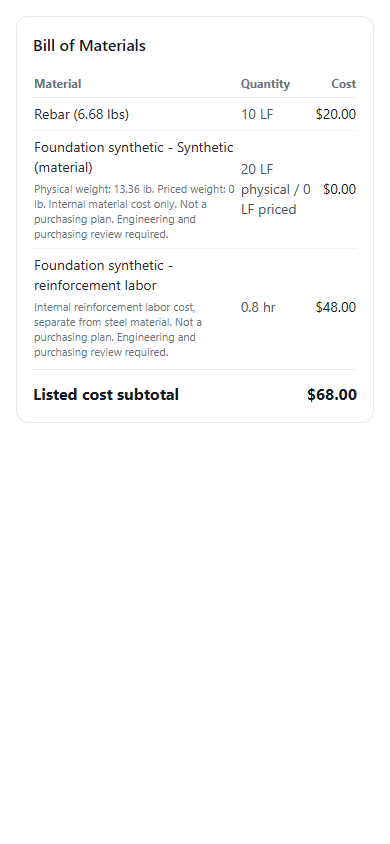 Bill of Materials
Material Quantity Cost
Rebar (6.68 lbs) 10 LF $20.00
Foundation synthetic - Synthetic
(material)
Physical weight: 13.36 lb. Priced weight: 0
lb. Internal material cost only. Not a
purchasing plan. Engineering and
purchasing review required.
20 LF
physical / 0
LF priced
$0.00
Foundation synthetic -
reinforcement labor
Internal reinforcement labor cost,
separate from steel material. Not a
purchasing plan. Engineering and
purchasing review required.
0.8 hr
$48.00
Listed cost subtotal $68.00